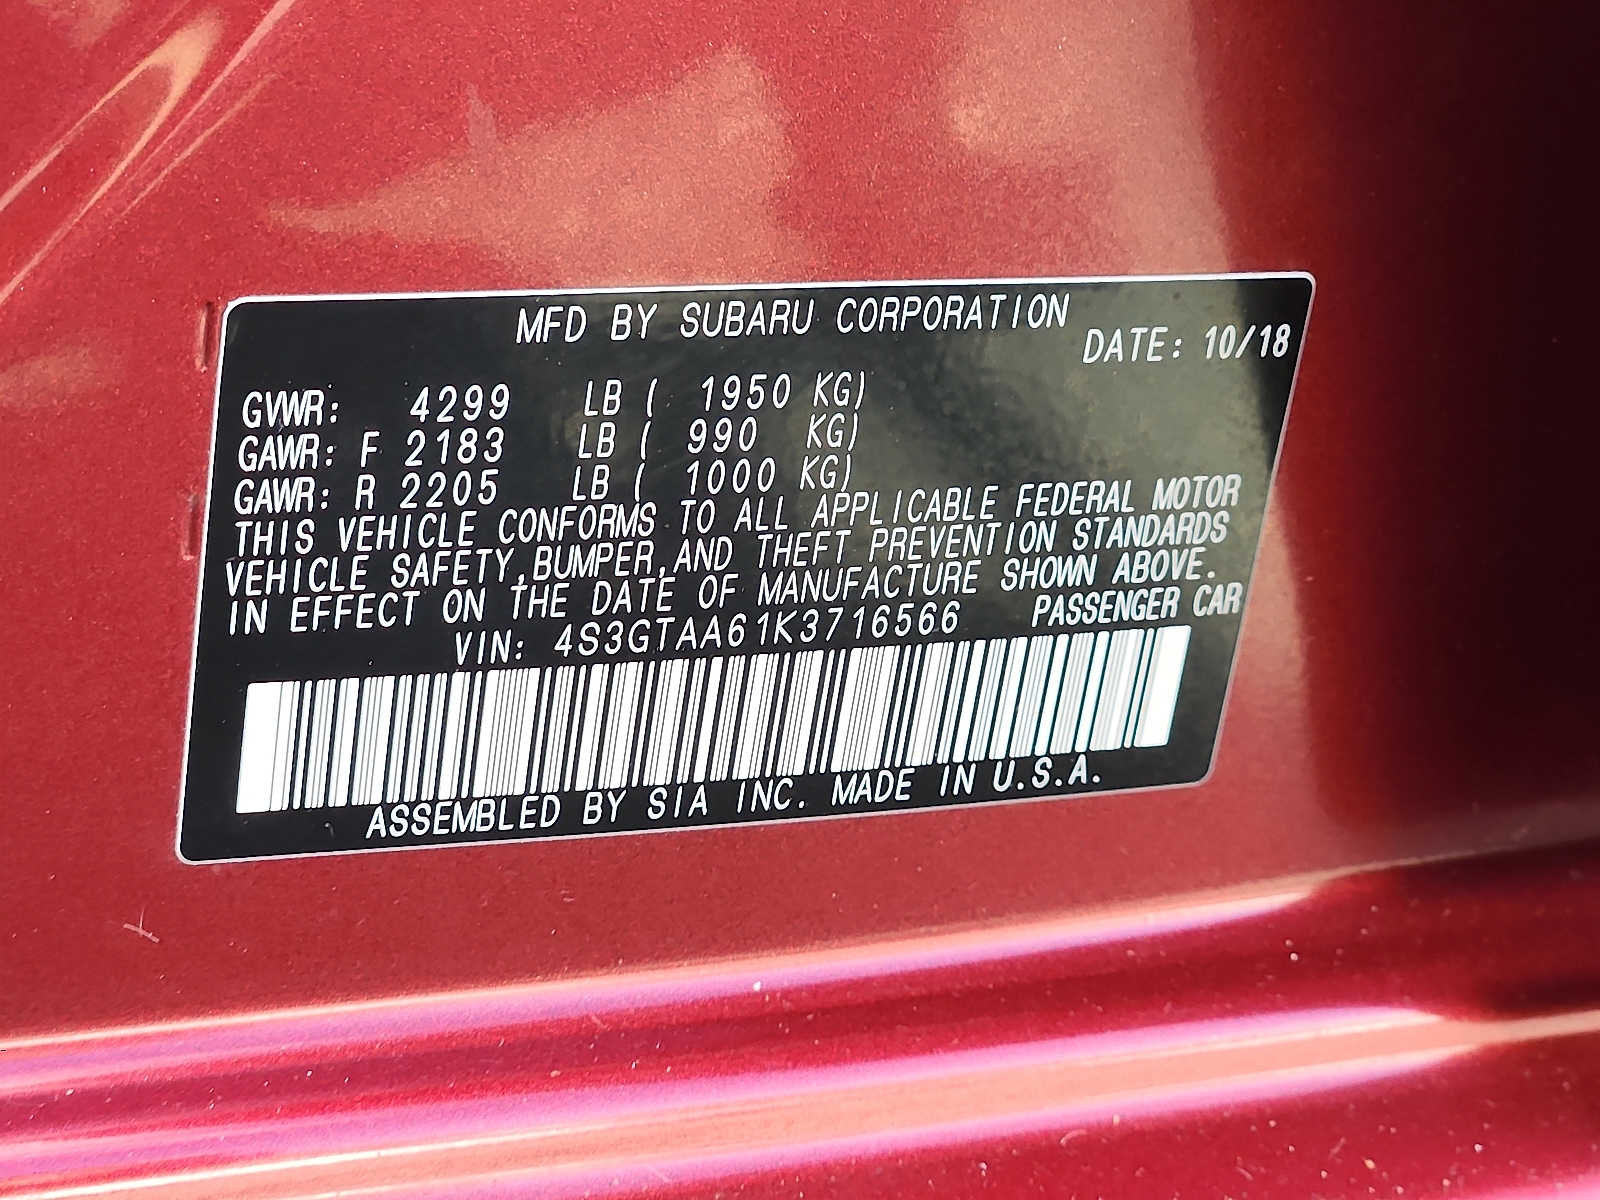 MFD BY SUBARU CORPORATION
DATE: 10/18
GVWR: 4299 LB ( 1950 KG)
GAWR: F 2183 LB ( 990 KG)
GAWR: R 2205 LB ( 1000 KG)
THIS VEHICLE CONFORMS TO ALL APPLICABLE FEDERAL MOTOR
VEHICLE SAFETY,BUMPER,AND THEFT PREVENTION STANDARDS
IN EFFECT ON THE DATE OF MANUFACTURE SHOWN ABOVE.
VIN: 4S3GTAA61K3716566 PASSENGER CAR
ASSEMBLED BY SIA INC. MADE IN U.S.A.